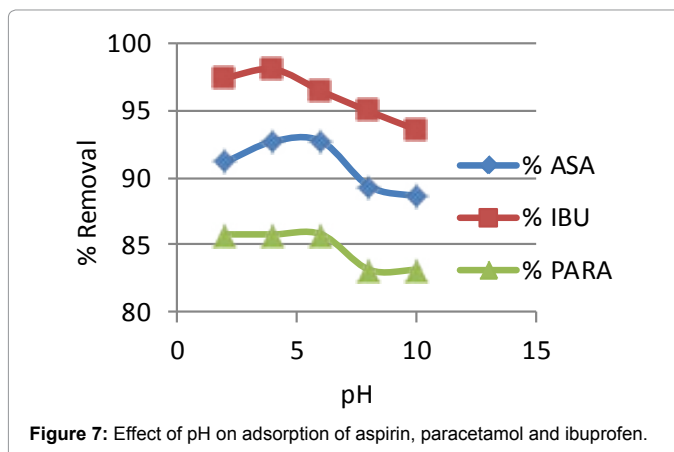 100
95
90
85
80
% Removal
0 5 10 15
pH
% ASA
% IBU
% PARA
Figure 7: Effect of pH on adsorption of aspirin, paracetamol and ibuprofen.